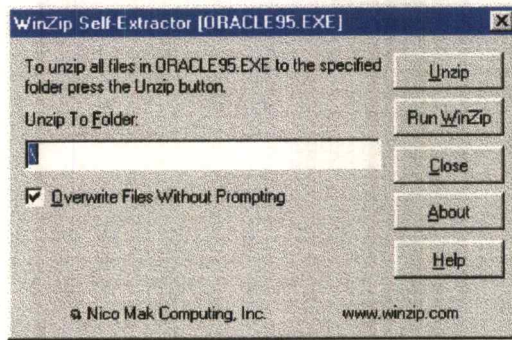 WinZip Self-Extractor [ORACLE95.EXE]
To unzip all files in ORACLE95.EXE to the specified
folder press the Unzip button.
Unzip To Folder:
\
Overwrite Files Without Prompting
Unzip
Run WinZip
Close
About
Help
Nico Mak Computing, Inc.
www.winzip.com